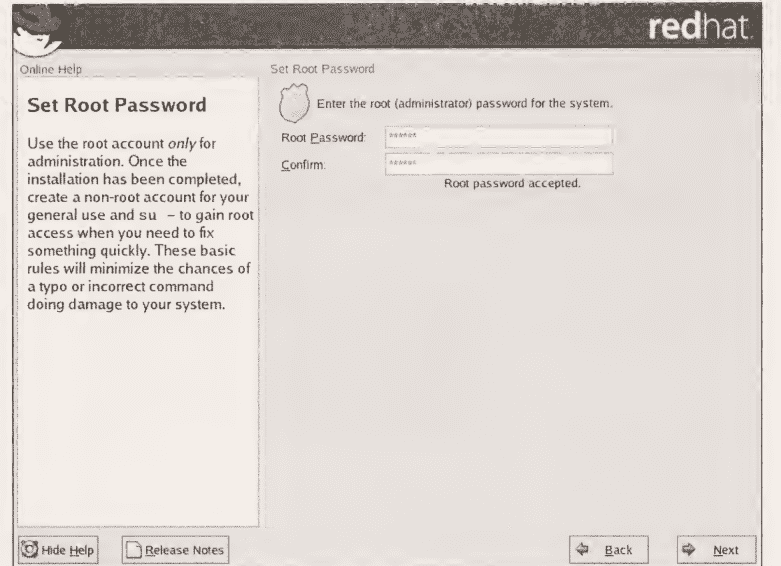 redhat.
Online Help
Set Root Password
Use the root account only for
administration. Once the
installation has been completed,
create a non-root account for your
general use and su - to gain root
access when you need to fix
something quickly. These basic
rules will minimize the chances of
a typo or incorrect command
doing damage to your system.
Set Root Password
Enter the root (administrator) password for the system.
Root Password: ******
Confirm: ******
Root password accepted.
Hide Help
Release Notes
Back
Next